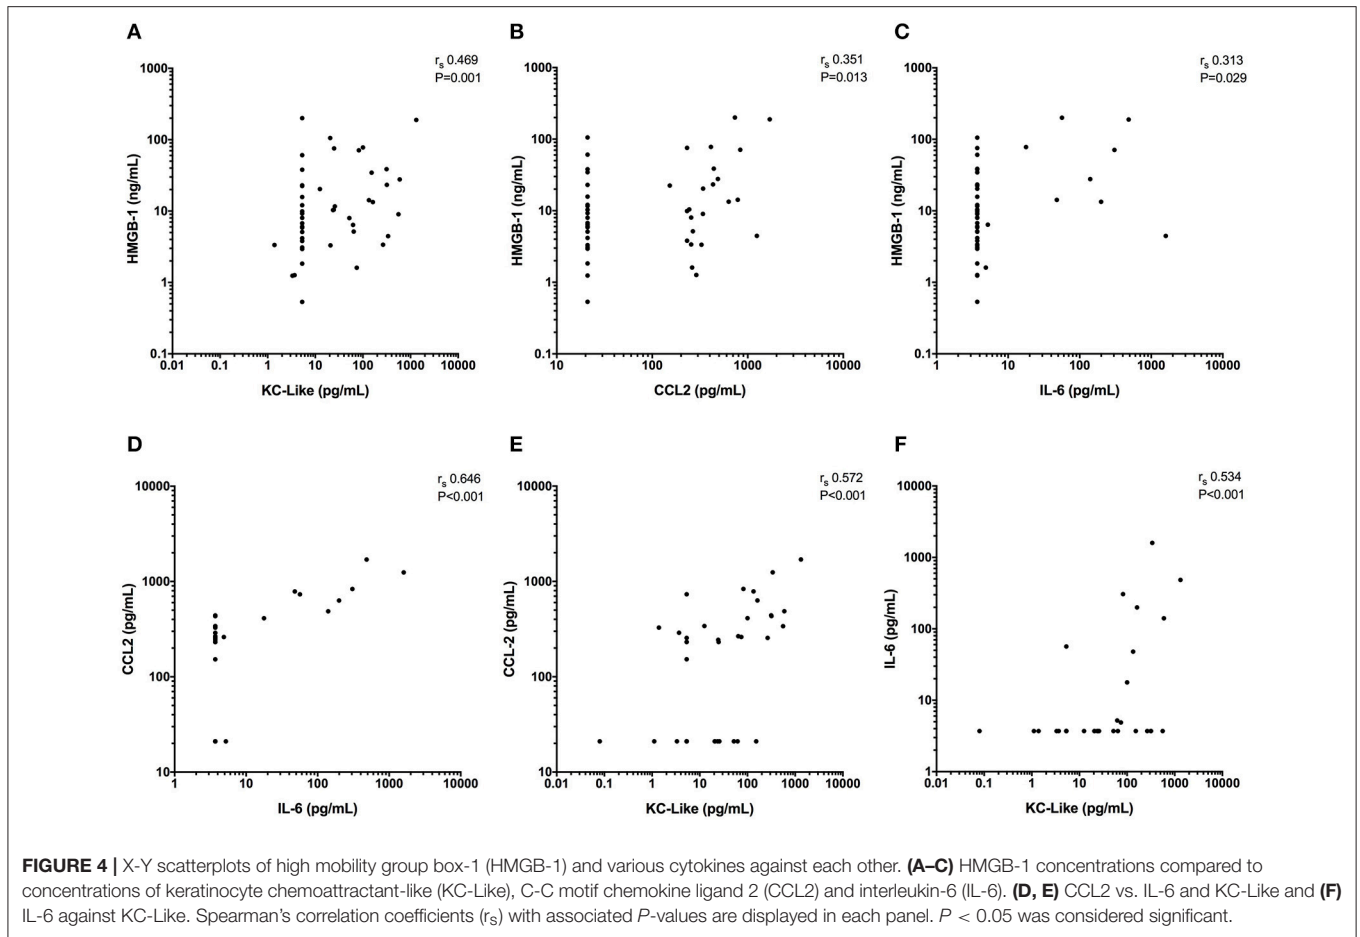 A
r_s 0.469
P=0.001
1000
100
10
1
0.1
HMGB-1 (ng/mL)
0.01
0.1
1
10
100
1000
10000
KC-Like (pg/mL)
B
r_s 0.351
P=0.013
1000
100
10
1
0.1
HMGB-1 (ng/mL)
10
100
1000
10000
CCL2 (pg/mL)
C
r_s 0.313
P=0.029
1000
100
10
1
0.1
HMGB-1 (ng/mL)
1
10
100
1000
10000
IL-6 (pg/mL)
D
r_s 0.646
P<0.001
10000
1000
100
10
CCL2 (pg/mL)
1
10
100
1000
10000
IL-6 (pg/mL)
E
r_s 0.572
P<0.001
10000
1000
100
10
CCL-2 (pg/mL)
0.01
0.1
1
10
100
1000
10000
KC-Like (pg/mL)
F
r_s 0.534
P<0.001
10000
1000
100
10
1
IL-6 (pg/mL)
0.01
0.1
1
10
100
1000
10000
KC-Like (pg/mL)
FIGURE 4 | X-Y scatterplots of high mobility group box-1 (HMGB-1) and various cytokines against each other. (A–C) HMGB-1 concentrations compared to
concentrations of keratinocyte chemoattractant-like (KC-Like), C-C motif chemokine ligand 2 (CCL2) and interleukin-6 (IL-6). (D, E) CCL2 vs. IL-6 and KC-Like and (F)
IL-6 against KC-Like. Spearman's correlation coefficients (r_s) with associated P-values are displayed in each panel. P < 0.05 was considered significant.